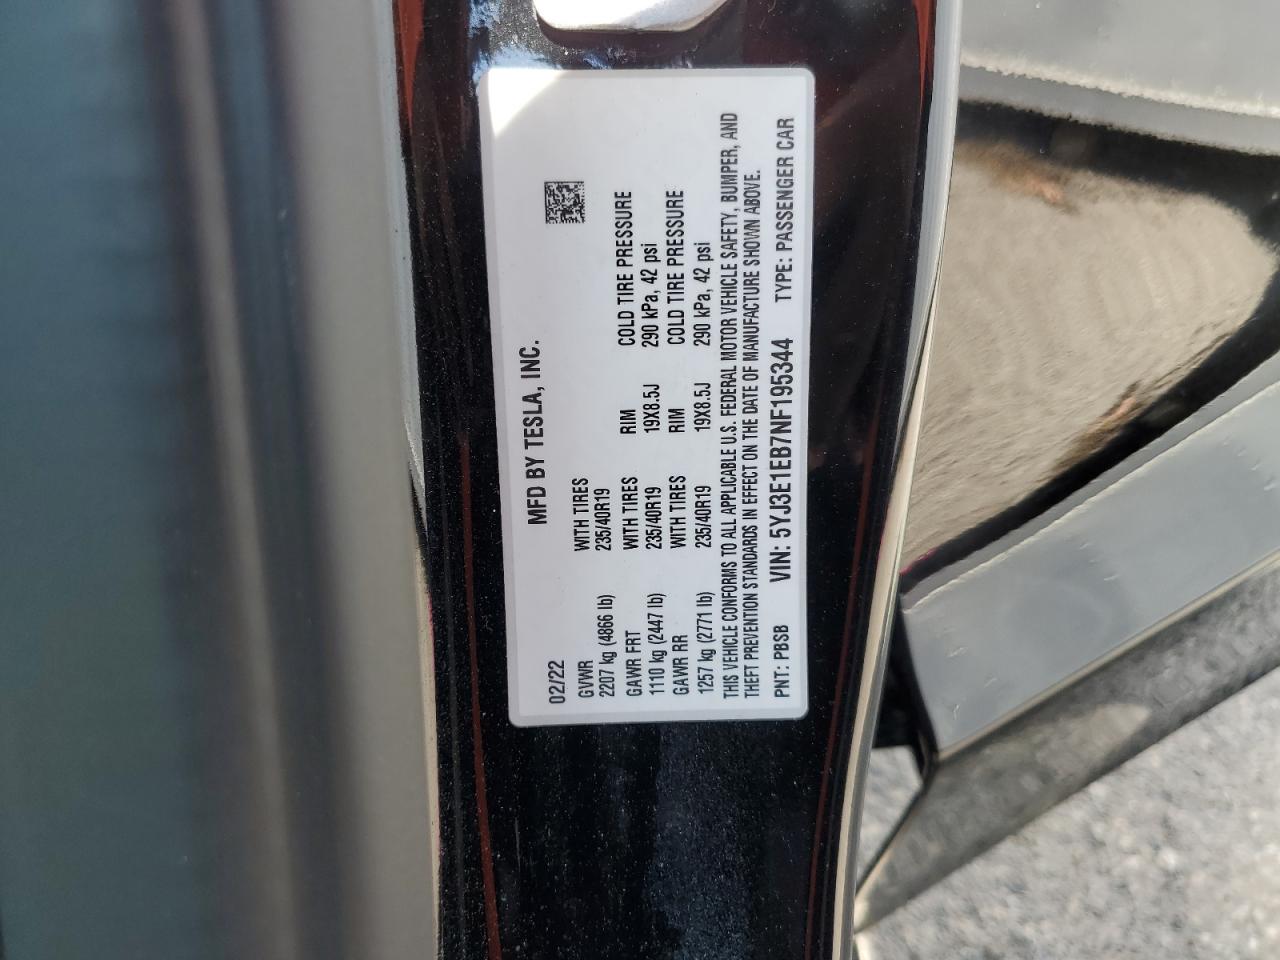 MFD BY TESLA, INC.
02/22
GVWR WITH TIRES
2207 kg (4866 lb) 235/40R19
GAWR FRT WITH TIRES RIM COLD TIRE PRESSURE
1110 kg (2447 lb) 235/40R19 19X8.5J 290 kPa, 42 psi
GAWR RR WITH TIRES RIM COLD TIRE PRESSURE
1257 kg (2771 lb) 235/40R19 19X8.5J 290 kPa, 42 psi
THIS VEHICLE CONFORMS TO ALL APPLICABLE U.S. FEDERAL MOTOR VEHICLE SAFETY, BUMPER, AND
THEFT PREVENTION STANDARDS IN EFFECT ON THE DATE OF MANUFACTURE SHOWN ABOVE.
PNT: PBSB VIN: 5YJ3E1EB7NF195344 TYPE: PASSENGER CAR